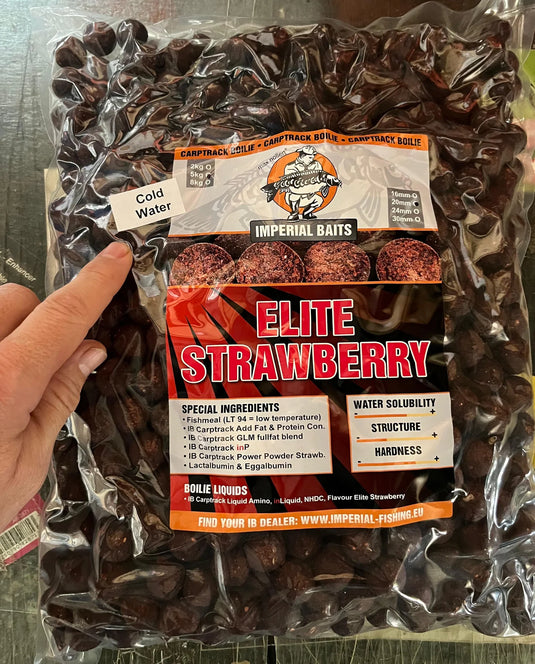 CARPTRACK BOILIE • CARPTRACK BOILIE • CARPTRACK BOILIE
2kg
5kg
8kg
16mm
20mm
24mm
30mm
Cold
Water
IMPERIAL BAITS
ELITE
STRAWBERRY
SPECIAL INGREDIENTS
• Fishmeal (LT 94 = low temperature)
• IB Carptrack Add Fat & Protein Con.
• IB Carptrack GLM fullfat blend
• IB Carptrack inP
• IB Carptrack Power Powder Strawb.
• Lactalbumin & Eggalbumin
WATER SOLUBILITY
- +
STRUCTURE
- +
HARDNESS
- +
BOILIE LIQUIDS
• IB Carptrack Liquid Amino, inLiquid, NHDC, Flavour Elite Strawberry
FIND YOUR IB DEALER: WWW.IMPERIAL-FISHING.EU
Enhancer